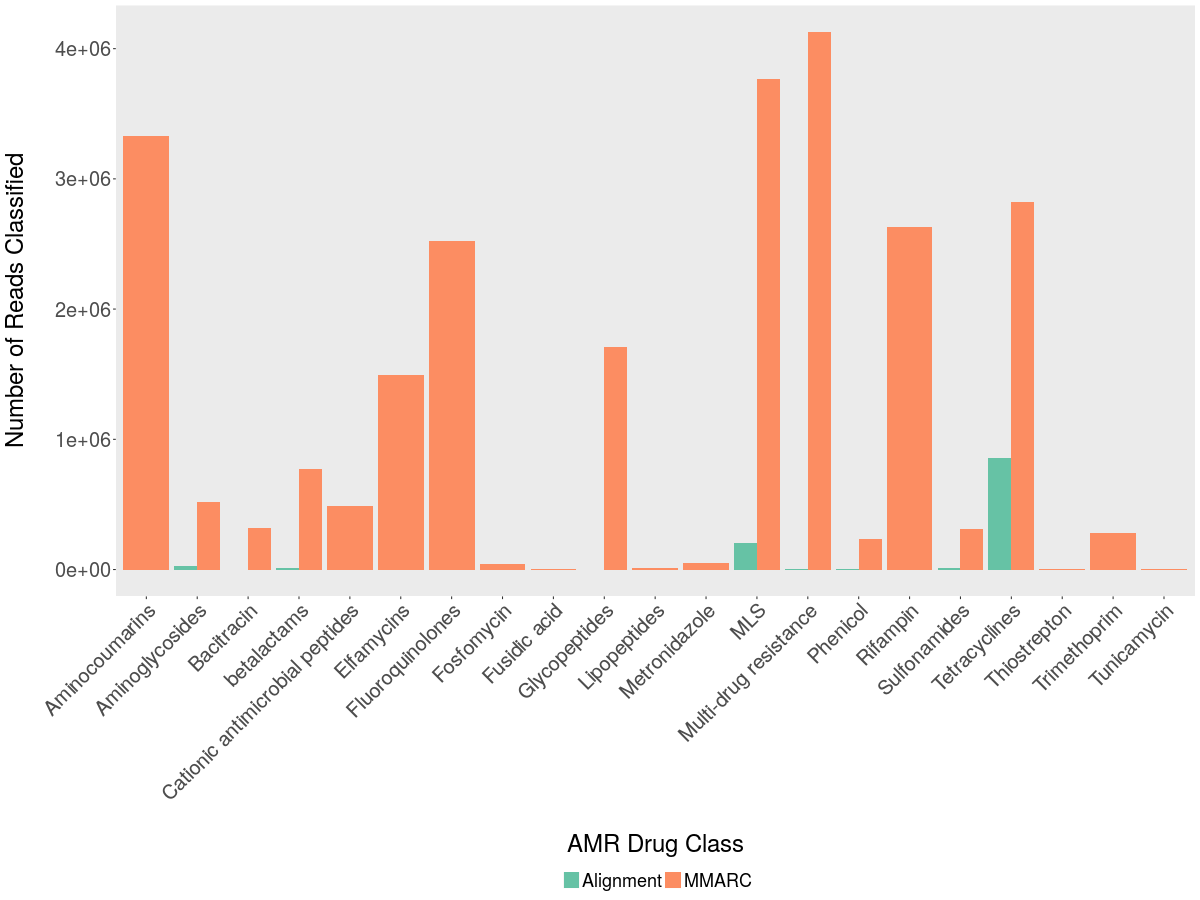 Number of Reads Classified
4e+06
3e+06
2e+06
1e+06
0e+00
Aminocoumarins
Aminoglycosides
Bacitracin
betalactams
Cationic antimicrobial peptides
Elfamycins
Fluoroquinolones
Fosfomycin
Fusidic acid
Glycopeptides
Lipopeptides
Metronidazole
MLS
Multi-drug resistance
Phenicol
Rifampin
Sulfonamides
Tetracyclines
Thiostrepton
Trimethoprim
Tunicamycin
AMR Drug Class
Alignment MMARC